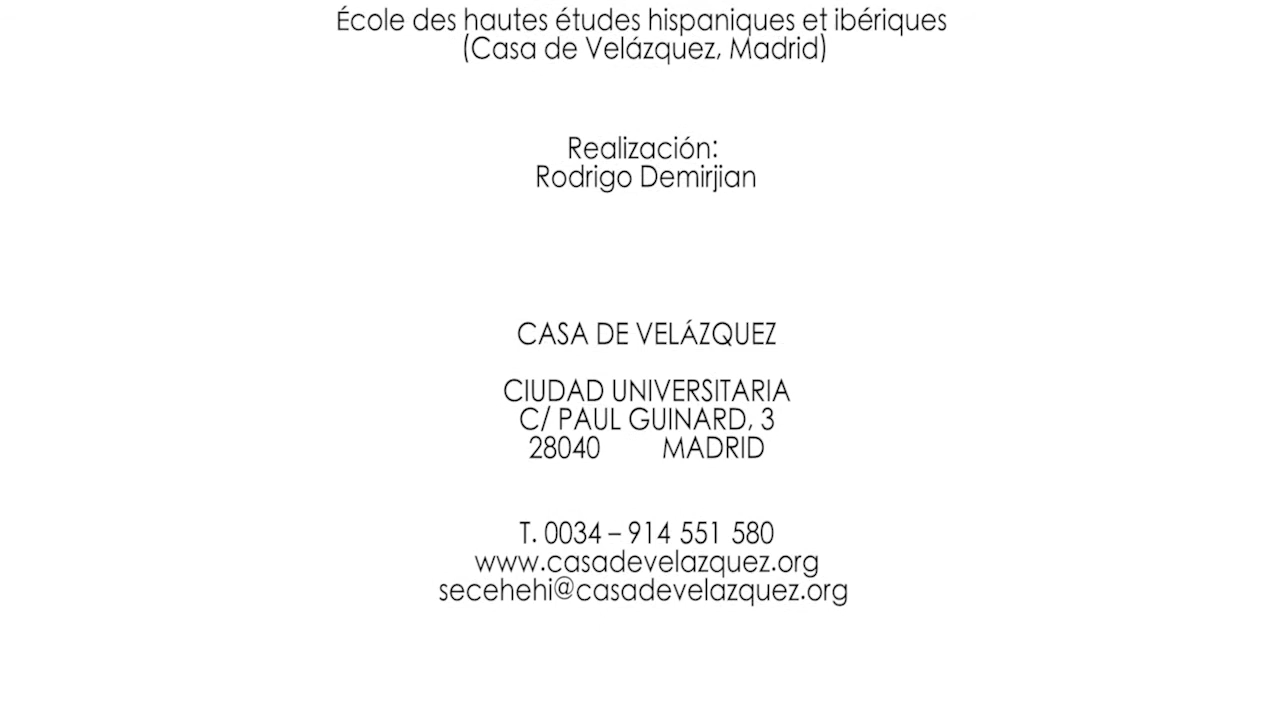 École des hautes études hispaniques et ibériques
(Casa de Velázquez, Madrid)
Realización:
Rodrigo Demirjian
CASA DE VELÁZQUEZ
CIUDAD UNIVERSITARIA
C/ PAUL GUINARD, 3
28040 MADRID
T. 0034 – 914 551 580
www.casadevelazquez.org
secehehi@casadevelazquez.org